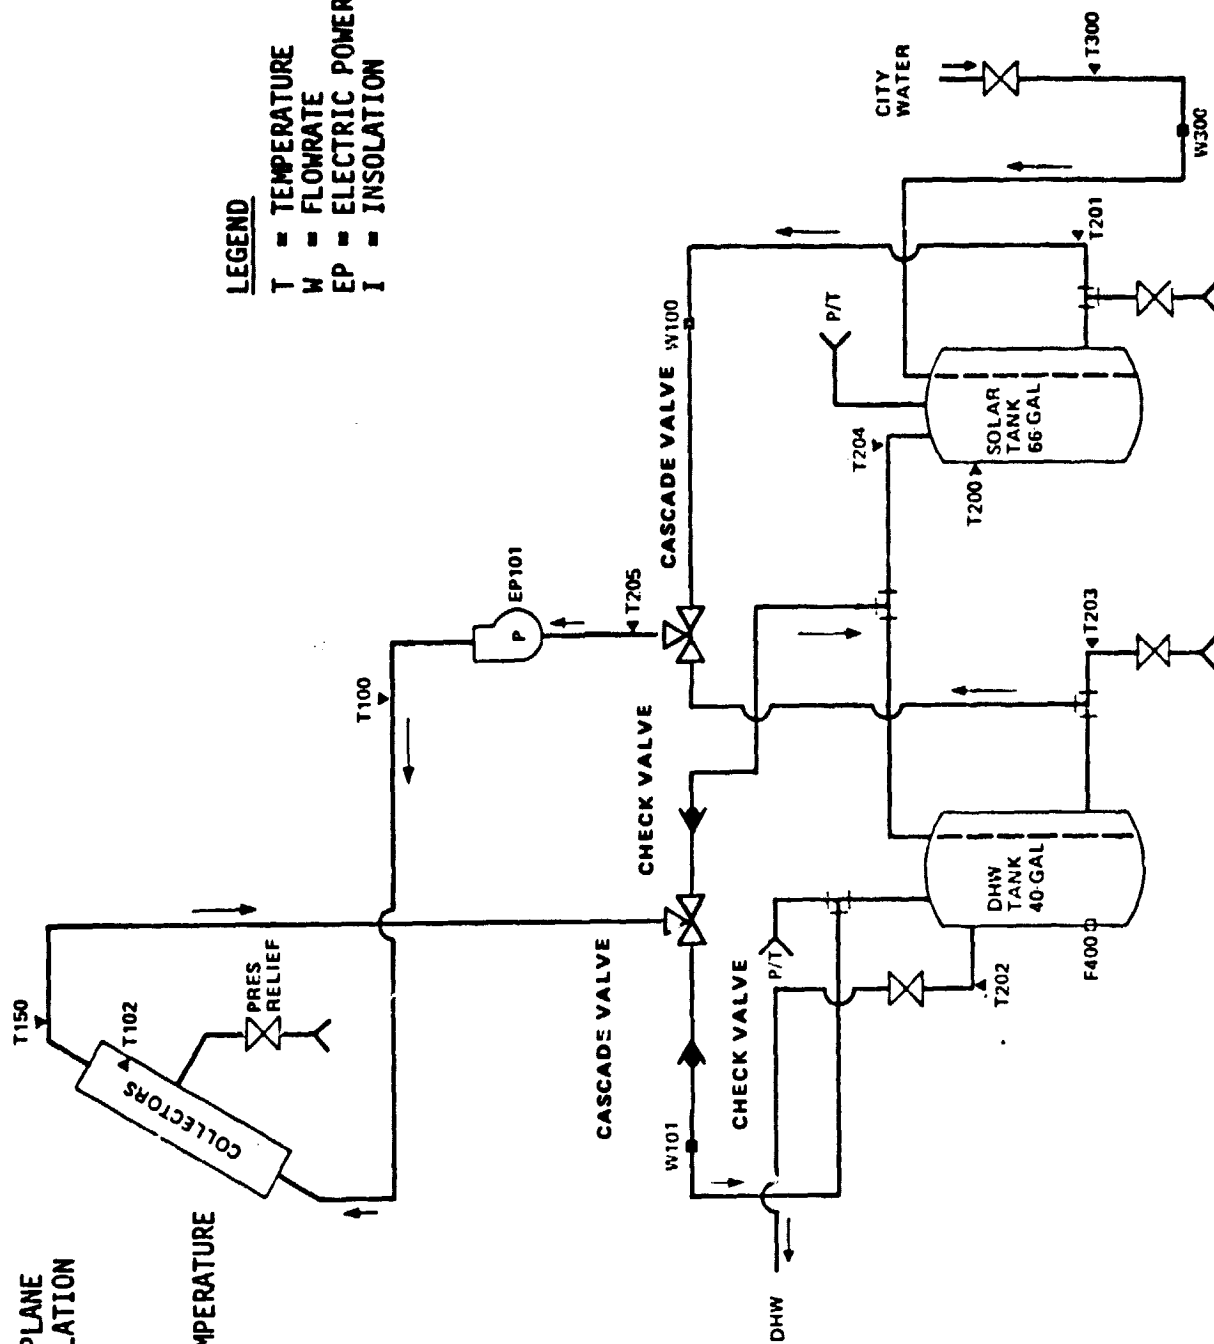 PLANE
LATION
MPERATURE
LEGEND
T = TEMPERATURE
W = FLOWRATE
EP = ELECTRIC POWER
I = INSOLATION
T150
T102
COLLECTORS
PRES
RELIEF
T100
EP101
P
T205
CASCADE VALVE
W100
CITY
WATER
T300
W300
T201
P/T
T204
SOLAR
TANK
66-GAL
T200
CHECK VALVE
T203
CASCADE VALVE
CHECK VALVE
W101
P/T
DHW
TANK
40-GAL
F400
T202
DHW